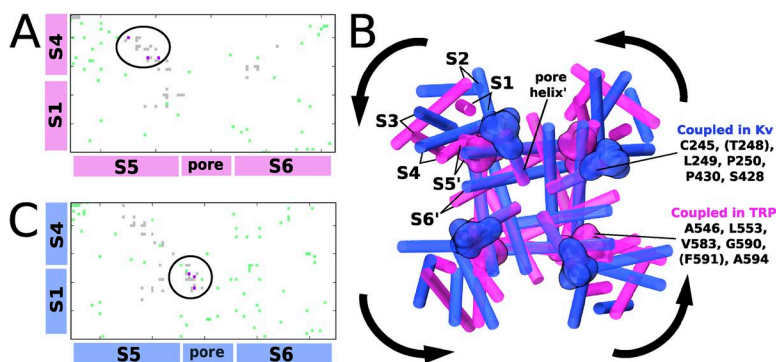 A
S4
S1
S5 pore S6
C
S4
S1
S5 pore S6
B
S2
S1
pore
helix'
S3
S4
S5'
S6'
Coupled in Kv
C245, (T248),
L249, P250,
P430, S428
Coupled in TRP
A546, L553,
V583, G590,
(F591), A594